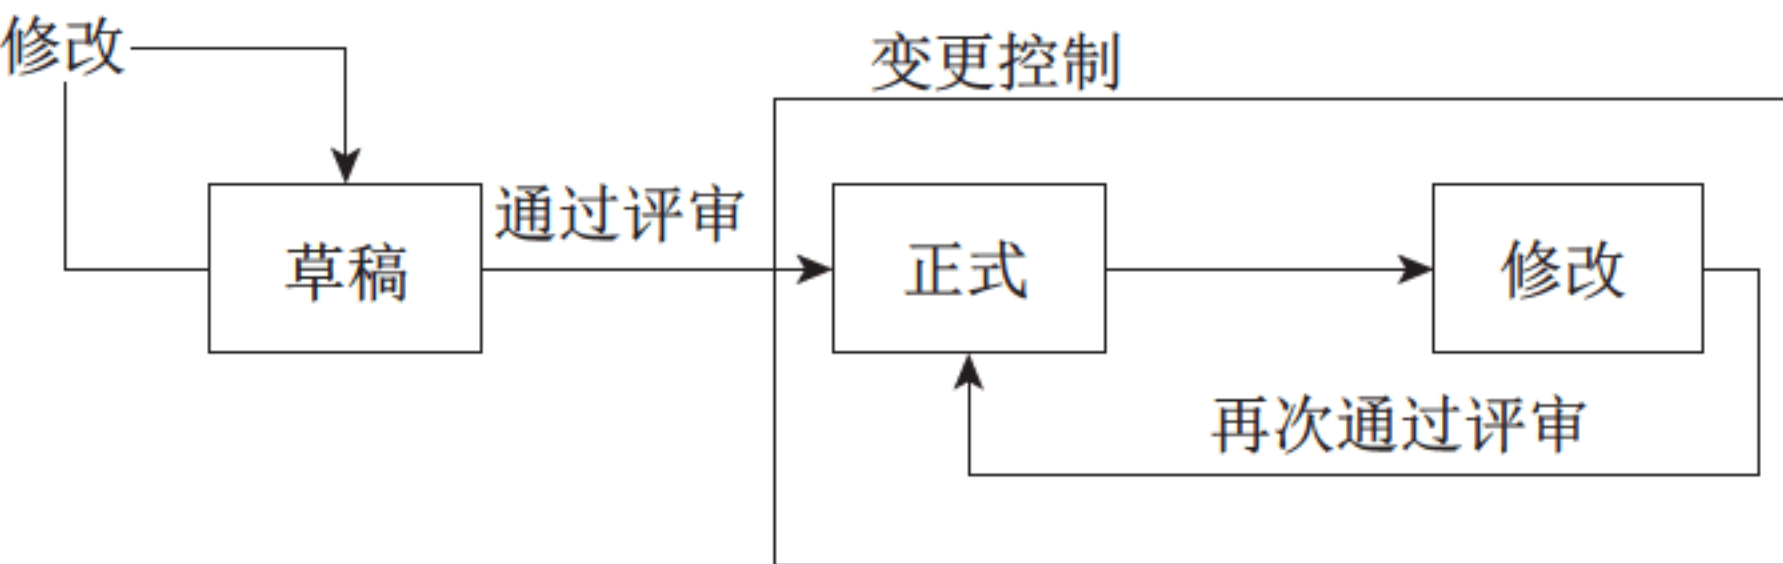 修改
变更控制
通过评审
草稿
正式
修改
再次通过评审